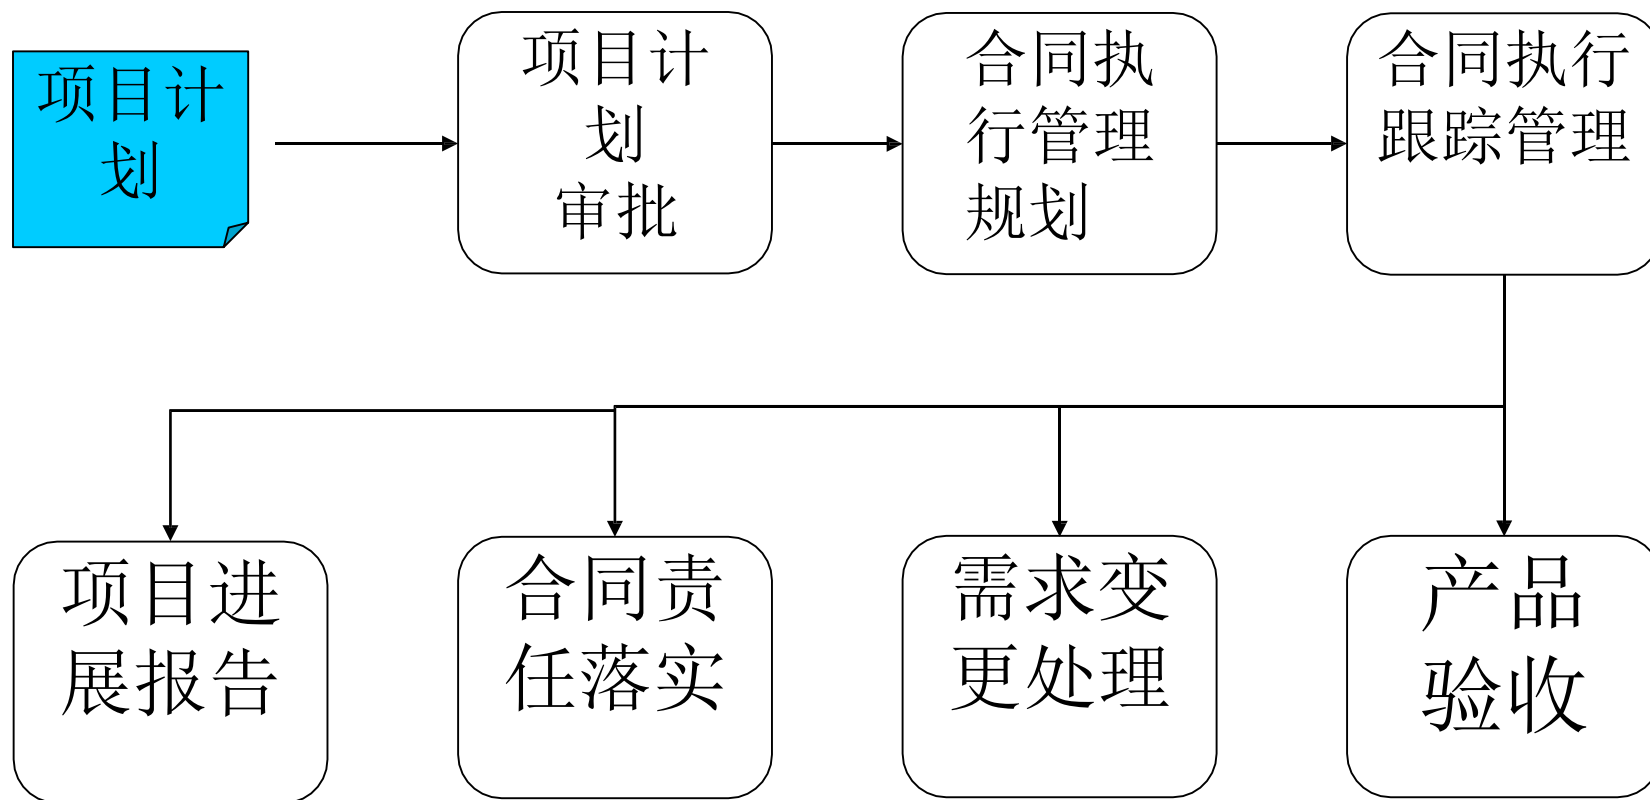 项目计
划
项目计
划
审批
合同执
行管理
规划
合同执行
跟踪管理
项目进
展报告
合同责
任落实
需求变
更处理
产品
验收